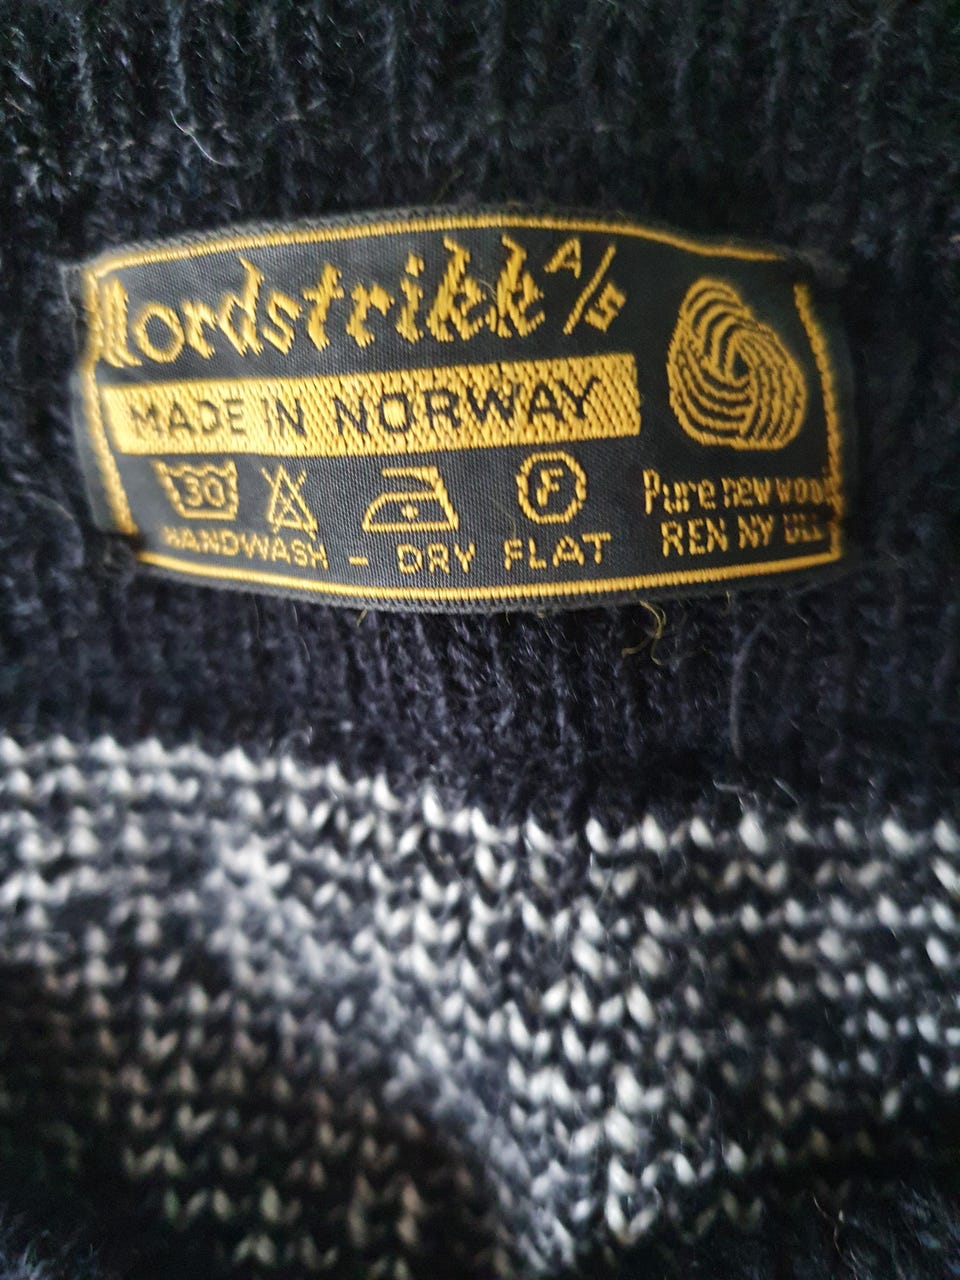 Nordstrikk A/S
MADE IN NORWAY
30 F
HANDWASH - DRY FLAT
Pure new wool
REN NY ULL